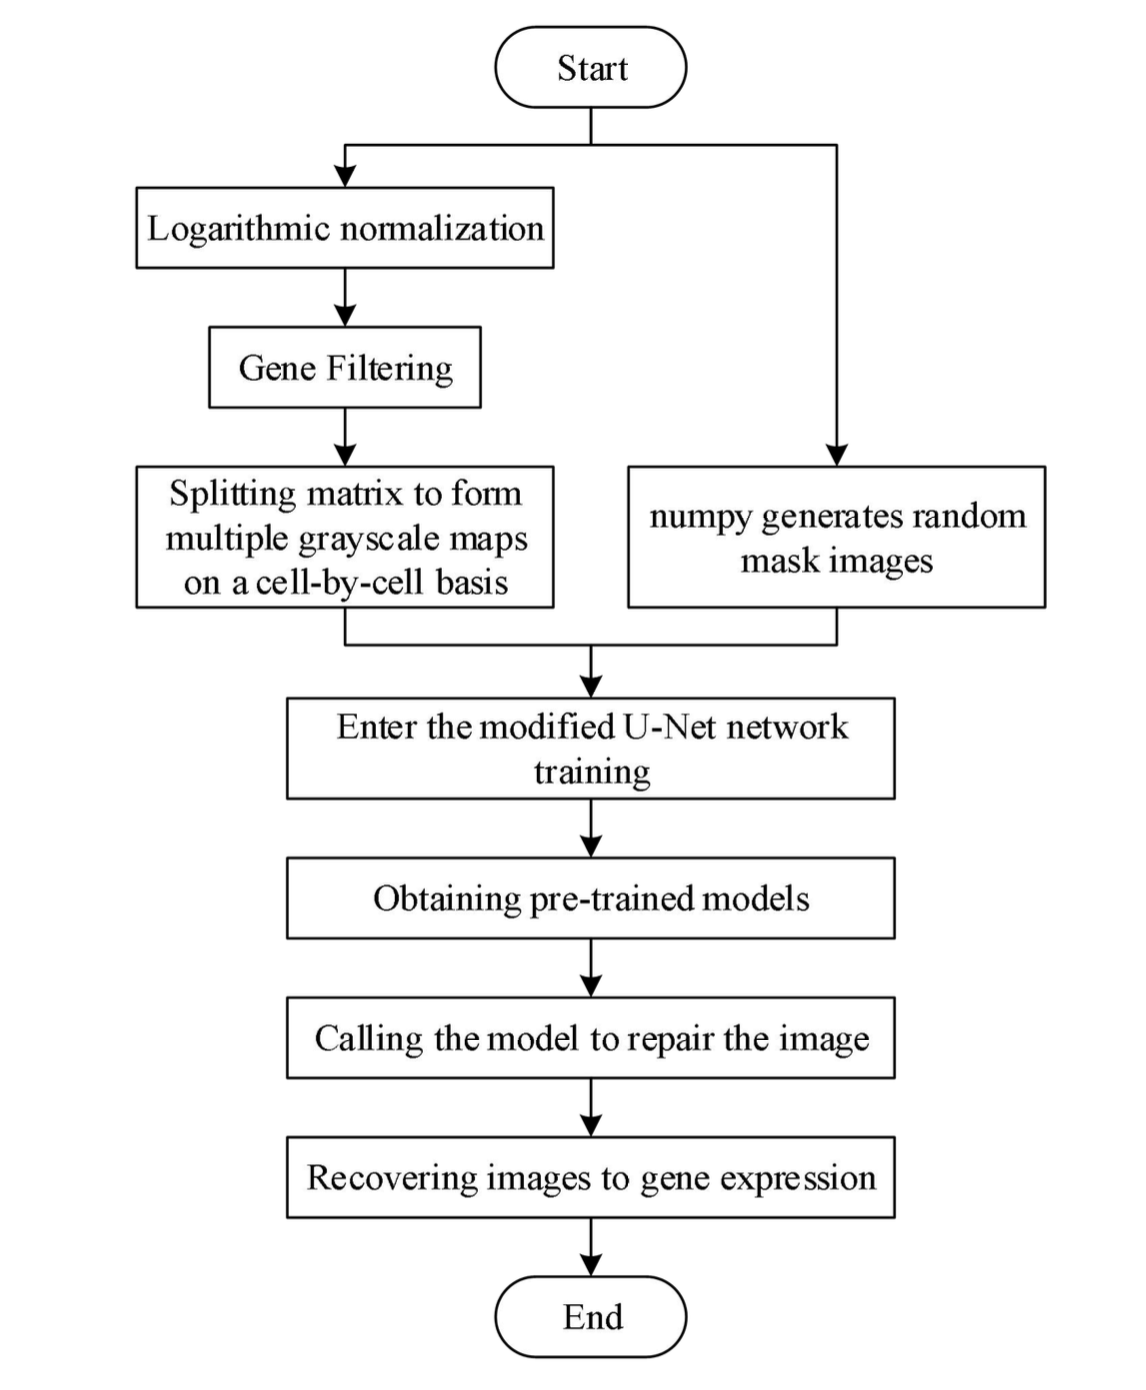 Start
Logarithmic normalization
Gene Filtering
Splitting matrix to form
multiple grayscale maps
on a cell-by-cell basis
numpy generates random
mask images
Enter the modified U-Net network
training
Obtaining pre-trained models
Calling the model to repair the image
Recovering images to gene expression
End